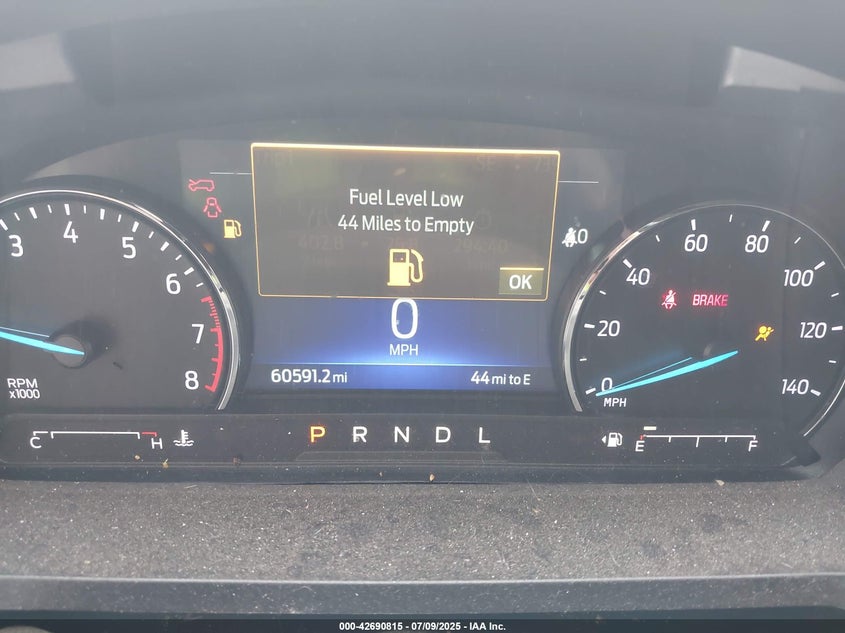 Fuel Level Low
44 Miles to Empty
OK
0
MPH
60591.2 mi
44 mi to E
3
4
5
6
7
8
RPM
x1000
0
20
40
60
80
100
120
140
MPH
BRAKE
C
H
P R N D L
E
F
000-42690815 - 07/09/2025 - IAA Inc.